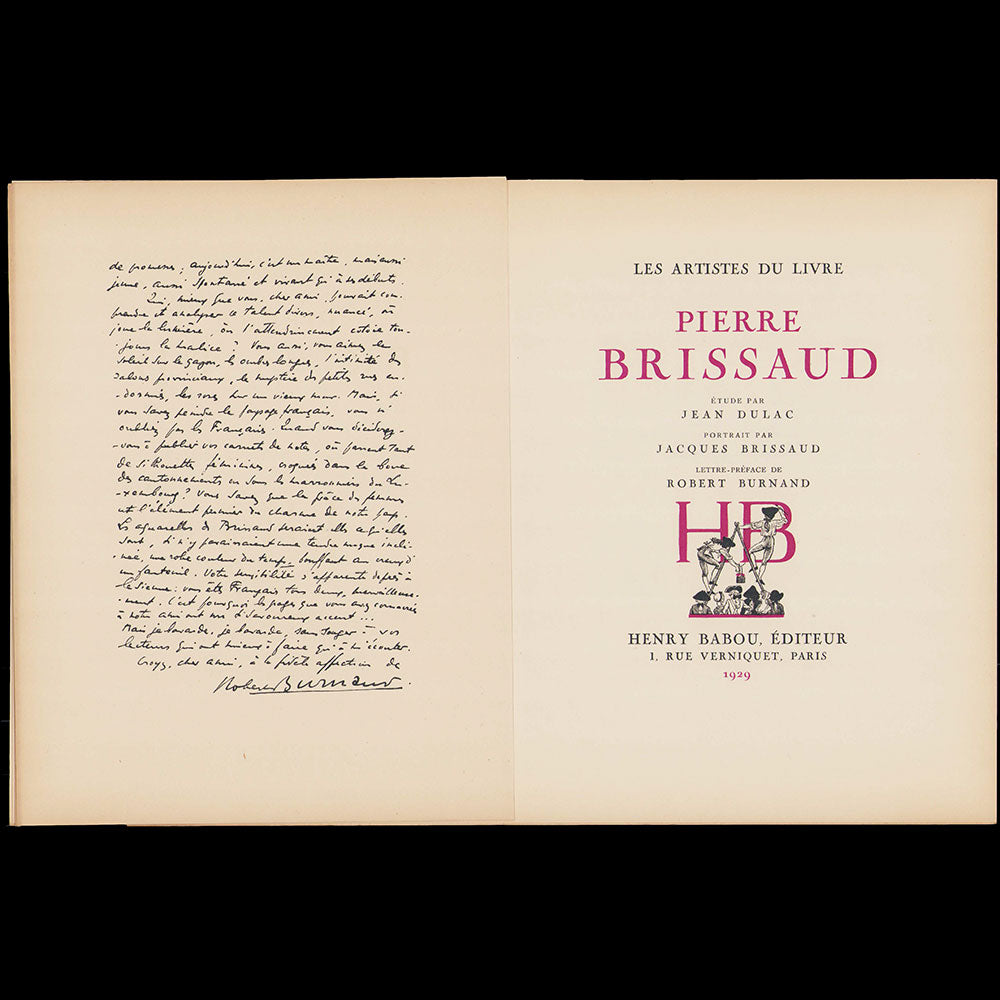 de promesses ; aujourd'hui, c'est un maître, mais aussi
jeune, aussi spontané et vivant qu'à ses débuts.
Qui, mieux que vous, cher ami, pouvait com-
prendre et analyser ce talent divers, nuancé, où
joue la lumière, où l'attendrissement côtoie tou-
jours la malice ? Vous aussi, vous aimez le
soleil sur le gazon, les ombres longues, l'intimité des
salons provinciaux, le mystère des petites rues en-
dormies, les roses sur un vieux mur. Mais, si
vous savez peindre le paysage français, vous n'
oubliez pas les Français. Quand vous déciderez-
-vous à publier vos carnets de notes, où passent tant
de silhouettes féminines, croquées dans la boue
des cantonnements ou sous les marronniers du Lu-
-xembourg ? Vous savez que la grâce des femmes
est l'élément premier du charme de notre pays.
Les aquarelles de Brissaud seraient-elles ce qu'elles
sont, si n'y paraissaient une tendre nuque incli-
-née, une robe couleur du temps, bouffant au creux d'
un fauteuil. Votre sensibilité s'apparente de près à
la sienne : vous êtes Français tous deux, merveilleuse-
-ment. C'est pourquoi les pages que vous avez consacrées
à notre ami ont un si savoureux accent...
Mais je bavarde, je bavarde, sans songer à vos
lecteurs qui ont mieux à faire qu'à m'écouter.
Croyez, cher ami, à la affection de
Robert Burnand
LES ARTISTES DU LIVRE
PIERRE
BRISSAUD
ÉTUDE PAR
JEAN DULAC
PORTRAIT PAR
JACQUES BRISSAUD
LETTRE-PRÉFACE DE
ROBERT BURNAND
HB
HENRY BABOU, ÉDITEUR
1, RUE VERNIQUET, PARIS
1929